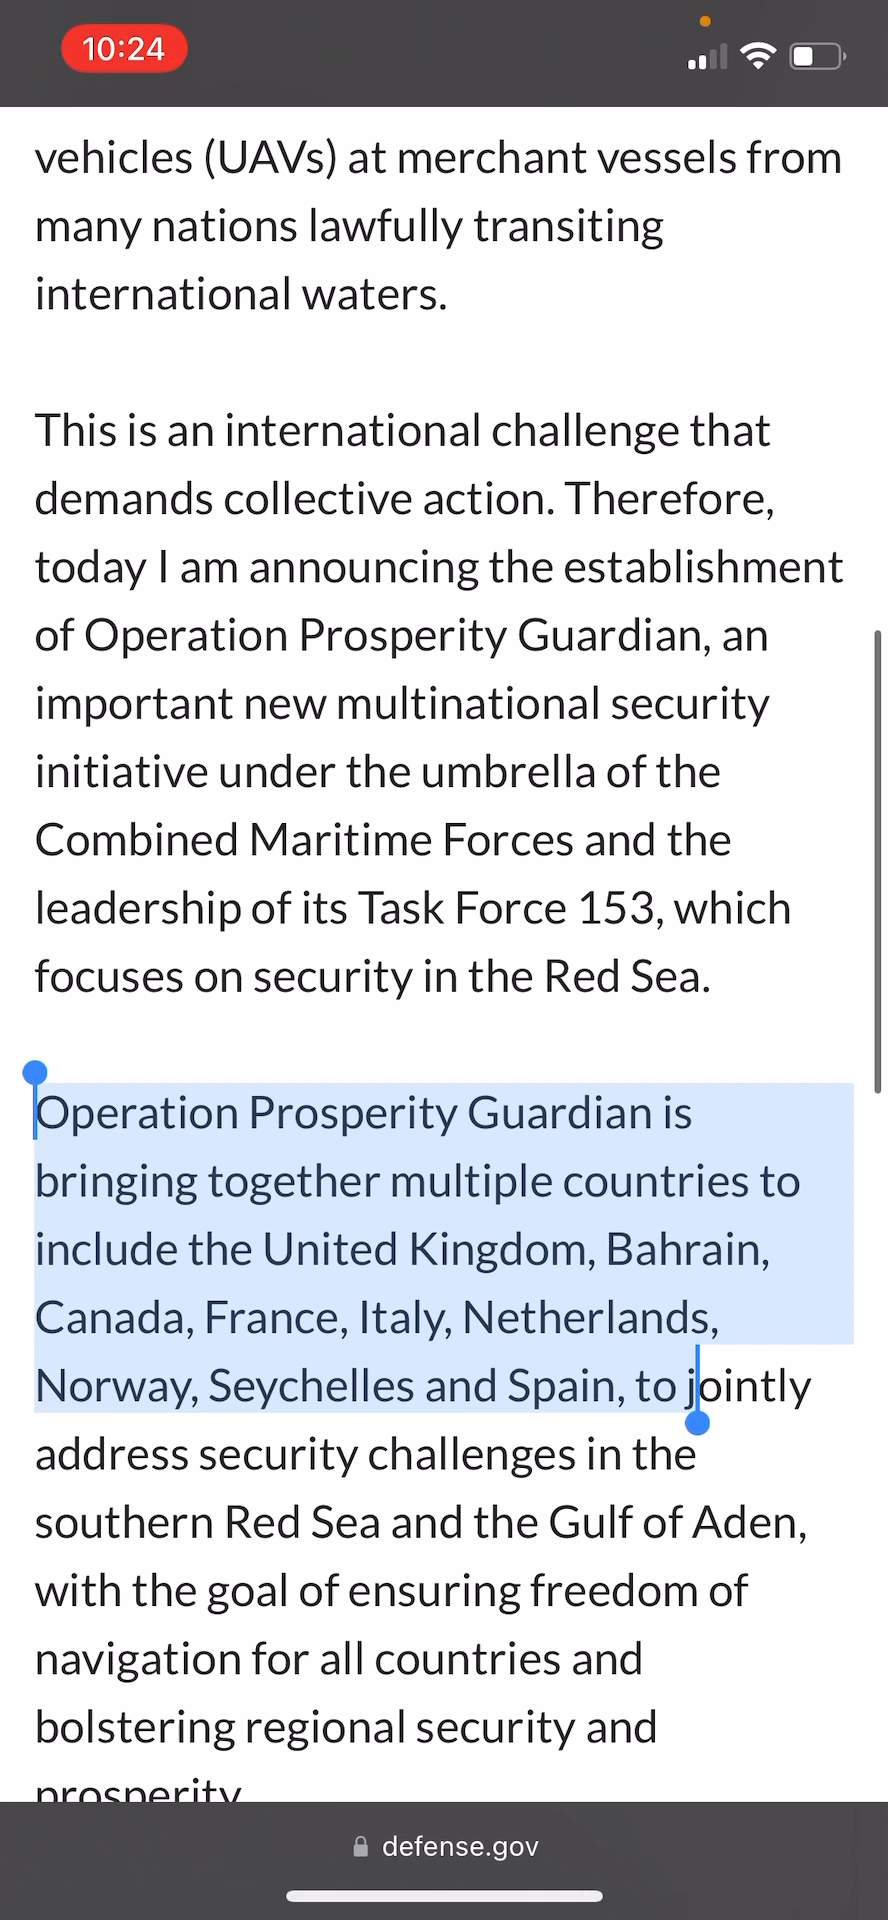 10:24
vehicles (UAVs) at merchant vessels from
many nations lawfully transiting
international waters.
This is an international challenge that
demands collective action. Therefore,
today I am announcing the establishment
of Operation Prosperity Guardian, an
important new multinational security
initiative under the umbrella of the
Combined Maritime Forces and the
leadership of its Task Force 153, which
focuses on security in the Red Sea.
Operation Prosperity Guardian is
bringing together multiple countries to
include the United Kingdom, Bahrain,
Canada, France, Italy, Netherlands,
Norway, Seychelles and Spain, to jointly
address security challenges in the
southern Red Sea and the Gulf of Aden,
with the goal of ensuring freedom of
navigation for all countries and
bolstering regional security and
prosperity
defense.gov